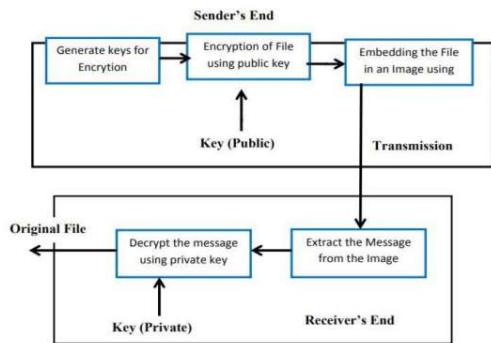 Sender's End
Generate keys for
Encrytion
Encryption of File
using public key
Embedding the File
in an Image using
Key (Public)
Transmission
Original File
Decrypt the message
using private key
Extract the Message
from the Image
Key (Private)
Receiver's End